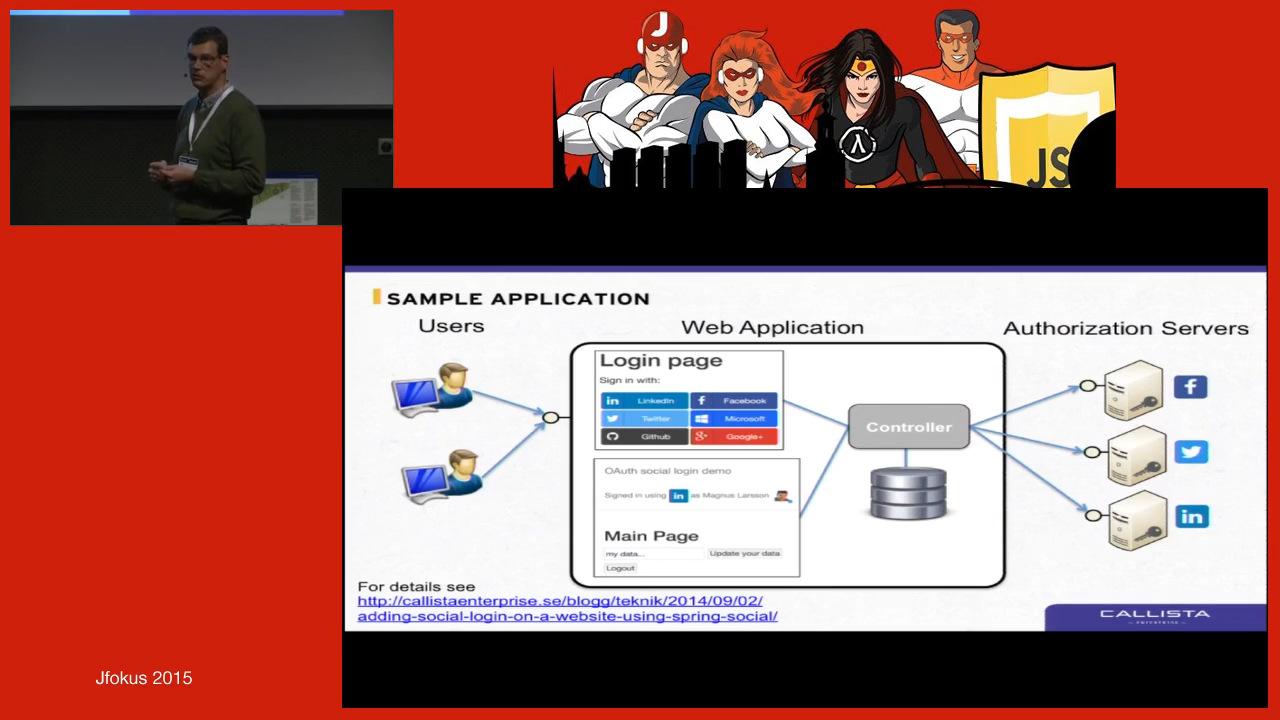 J
JS
SAMPLE APPLICATION
Users
Web Application
Authorization Servers
Login page
Sign in with:
in LinkedIn
f Facebook
Twitter
Microsoft
Github
g+ Google+
OAuth social login demo
Signed in using in as Magnus Larsson
Main Page
my data...
Update your data
Logout
Controller
f
in
For details see
http://callistaenterprise.se/blogg/teknik/2014/09/02/
adding-social-login-on-a-website-using-spring-social/
CALLISTA
ENTERPRISE
Jfokus 2015